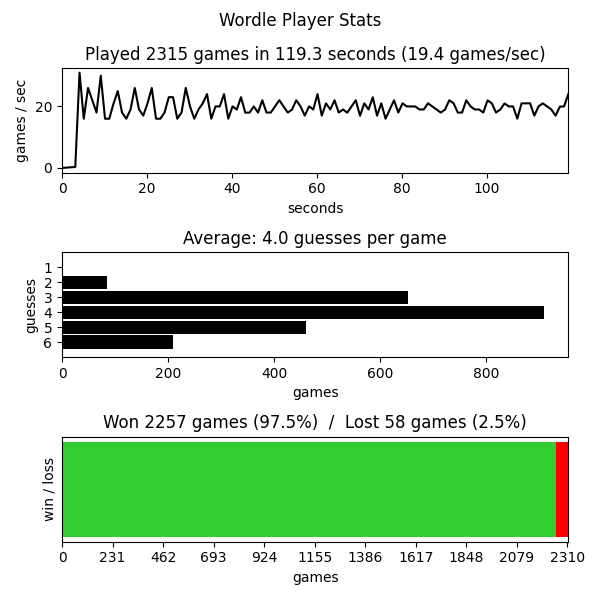 Wordle Player Stats
Played 2315 games in 119.3 seconds (19.4 games/sec)
games / sec
20
0
0 20 40 60 80 100
seconds
Average: 4.0 guesses per game
guesses
1
2
3
4
5
6
0 200 400 600 800
games
Won 2257 games (97.5%) / Lost 58 games (2.5%)
win / loss
0 231 462 693 924 1155 1386 1617 1848 2079 2310
games